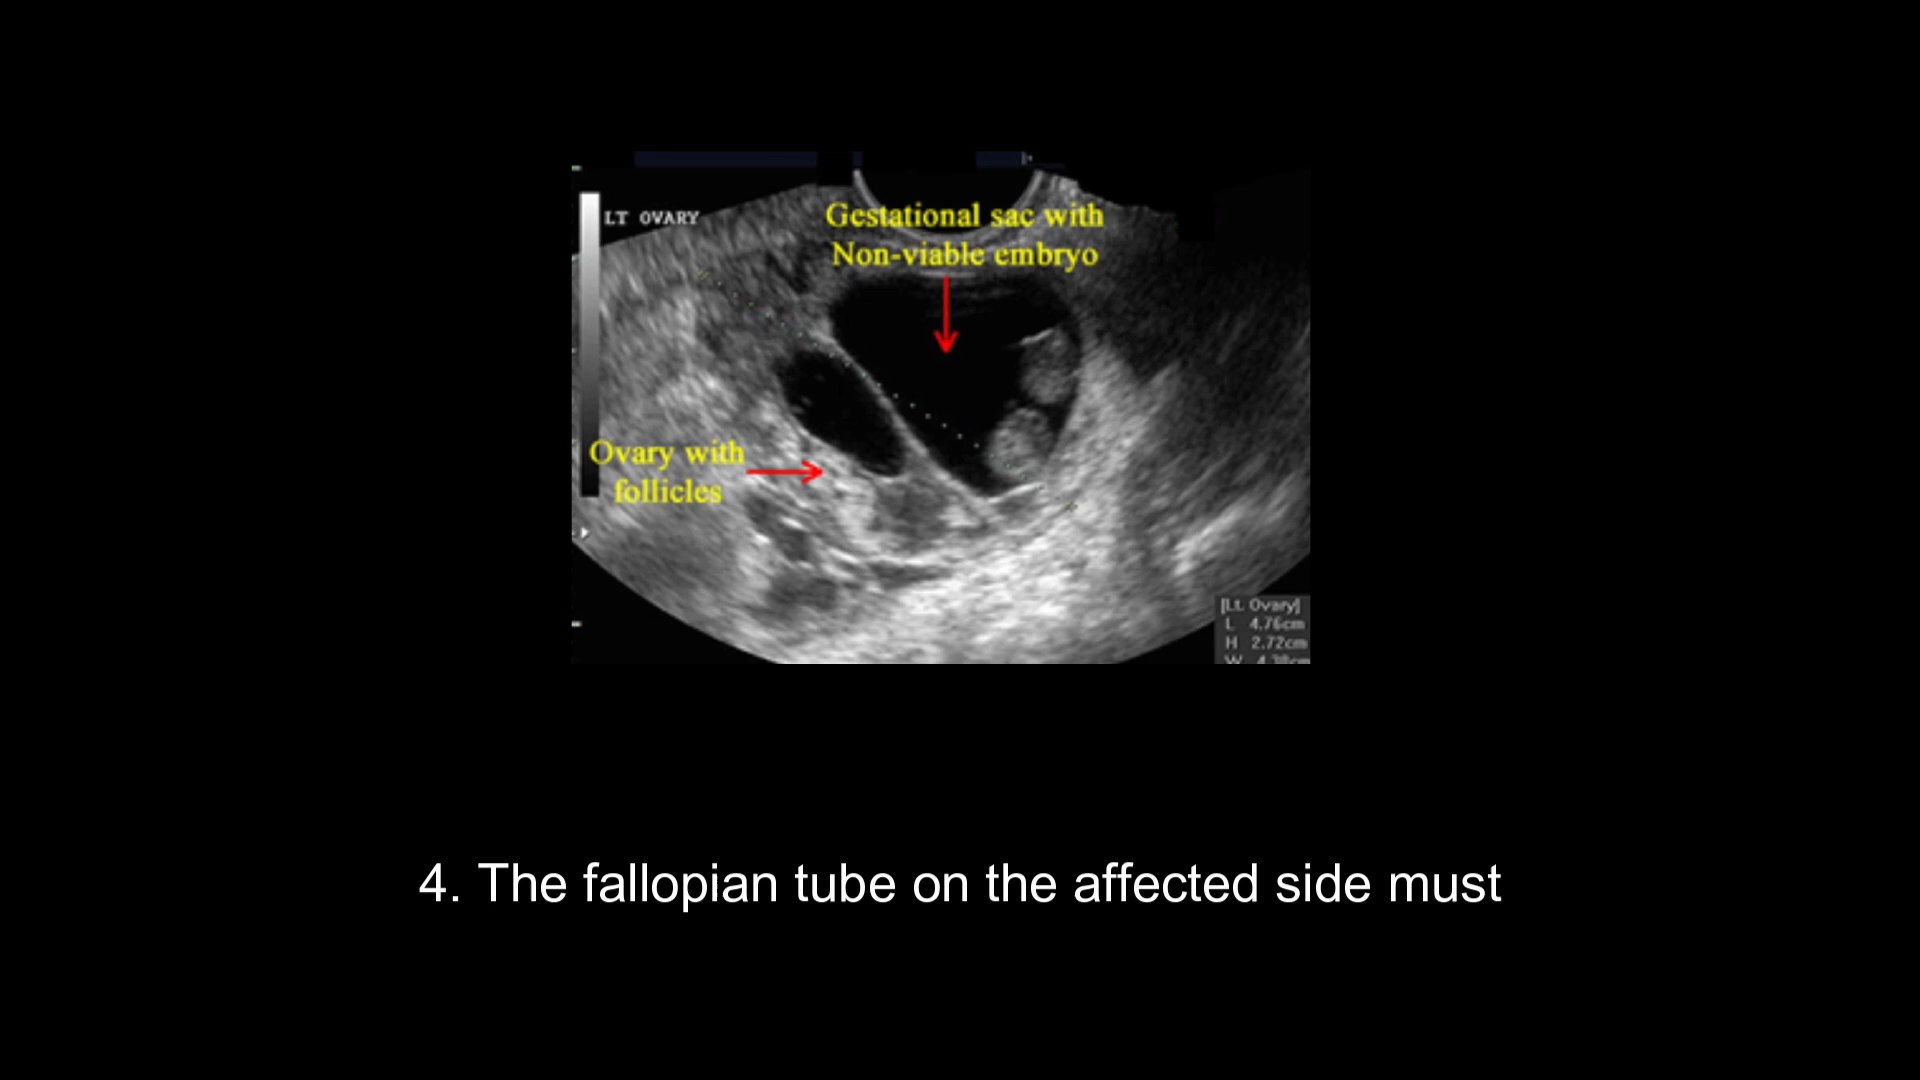 LT OVARY
Gestational sac with
Non-viable embryo
Ovary with
follicles
[Lt. Ovary]
L 4.76cm
H 2.72cm
4. The fallopian tube on the affected side must